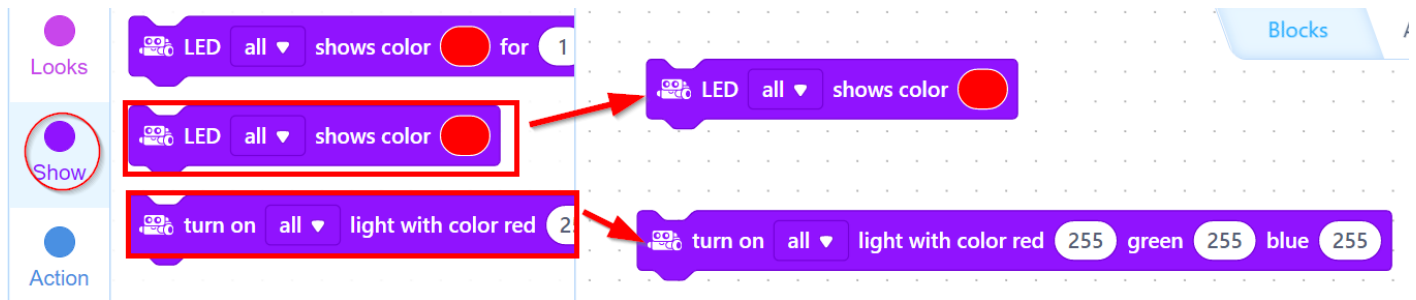 Looks
Show
Action
LED all ▼ shows color for 1
LED all ▼ shows color
turn on all ▼ light with color red
Blocks
LED all ▼ shows color
turn on all ▼ light with color red 255 green 255 blue 255